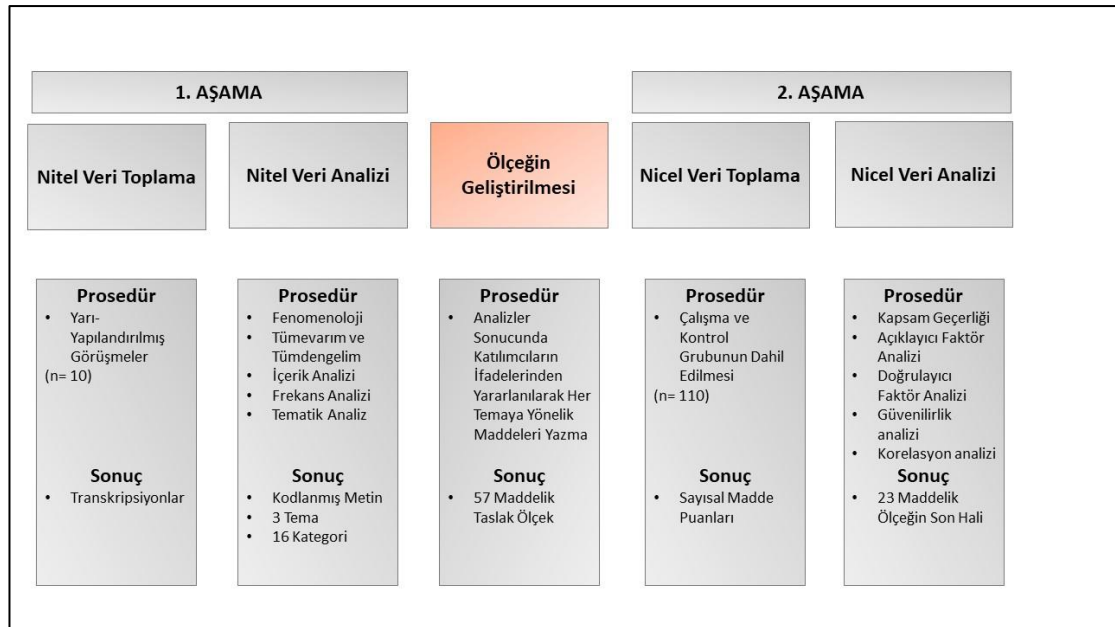 1. AŞAMA
2. AŞAMA
Nitel Veri Toplama
Nitel Veri Analizi
Ölçeğin
Geliştirilmesi
Nicel Veri Toplama
Nicel Veri Analizi
Prosedür
• Yarı-
Yapılandırılmış
Görüşmeler
(n= 10)
Sonuç
• Transkripsiyonlar
Prosedür
• Fenomenoloji
• Tümevarım ve
Tümdengelim
• İçerik Analizi
• Frekans Analizi
• Tematik Analiz
Sonuç
• Kodlanmış Metin
• 3 Tema
• 16 Kategori
Prosedür
• Analizler
Sonucunda
Katılımcıların
İfadelerinden
Yararlanılarak Her
Temaya Yönelik
Maddeleri Yazma
Sonuç
• 57 Maddelik
Taslak Ölçek
Prosedür
• Çalışma ve
Kontrol
Grubunun Dahil
Edilmesi
(n= 110)
Sonuç
• Sayısal Madde
Puanları
Prosedür
• Kapsam Geçerliği
• Açıklayıcı Faktör
Analizi
• Doğrulayıcı
Faktör Analizi
• Güvenilirlik
analizi
• Korelasyon analizi
Sonuç
• 23 Maddelik
Ölçeğin Son Hali